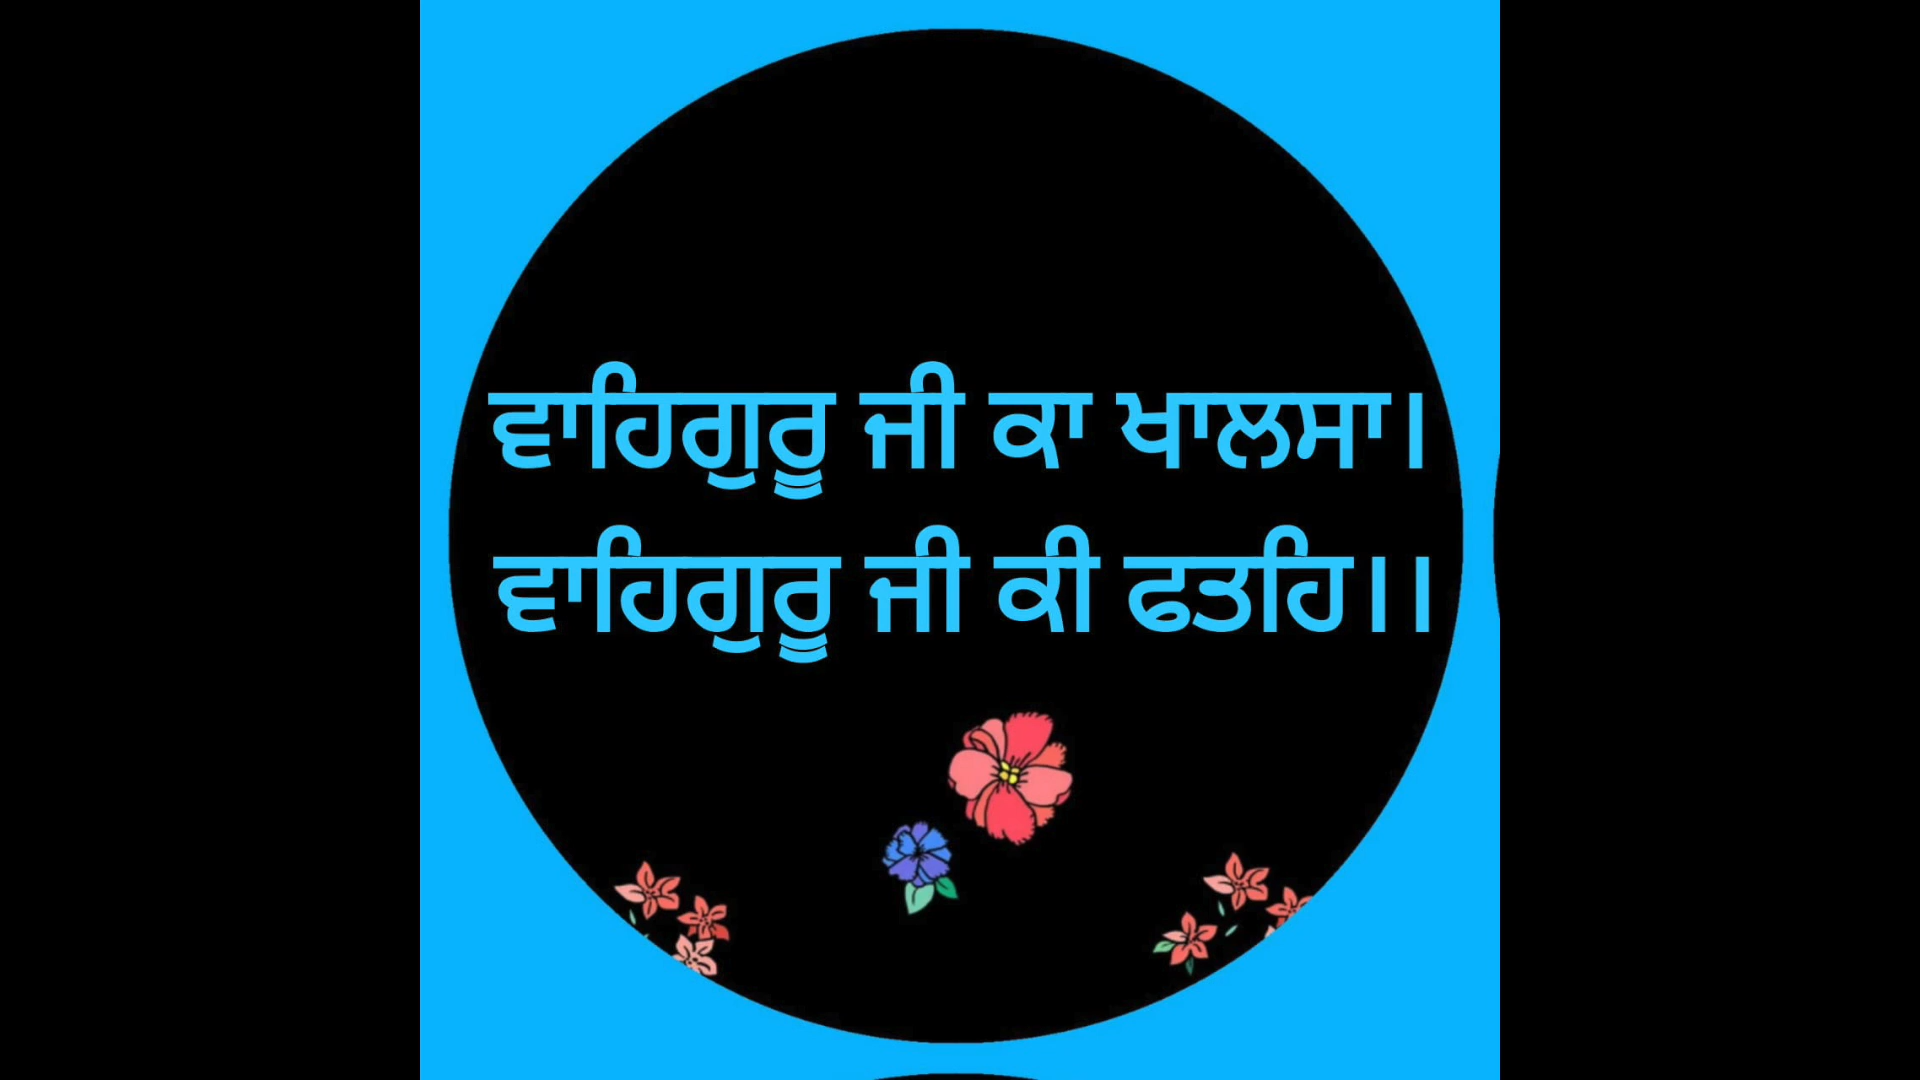 ਵਾਹਿਗੁਰੂ ਜੀ ਕਾ ਖਾਲਸਾ।
ਵਾਹਿਗੁਰੂ ਜੀ ਕੀ ਫਤਹਿ।।